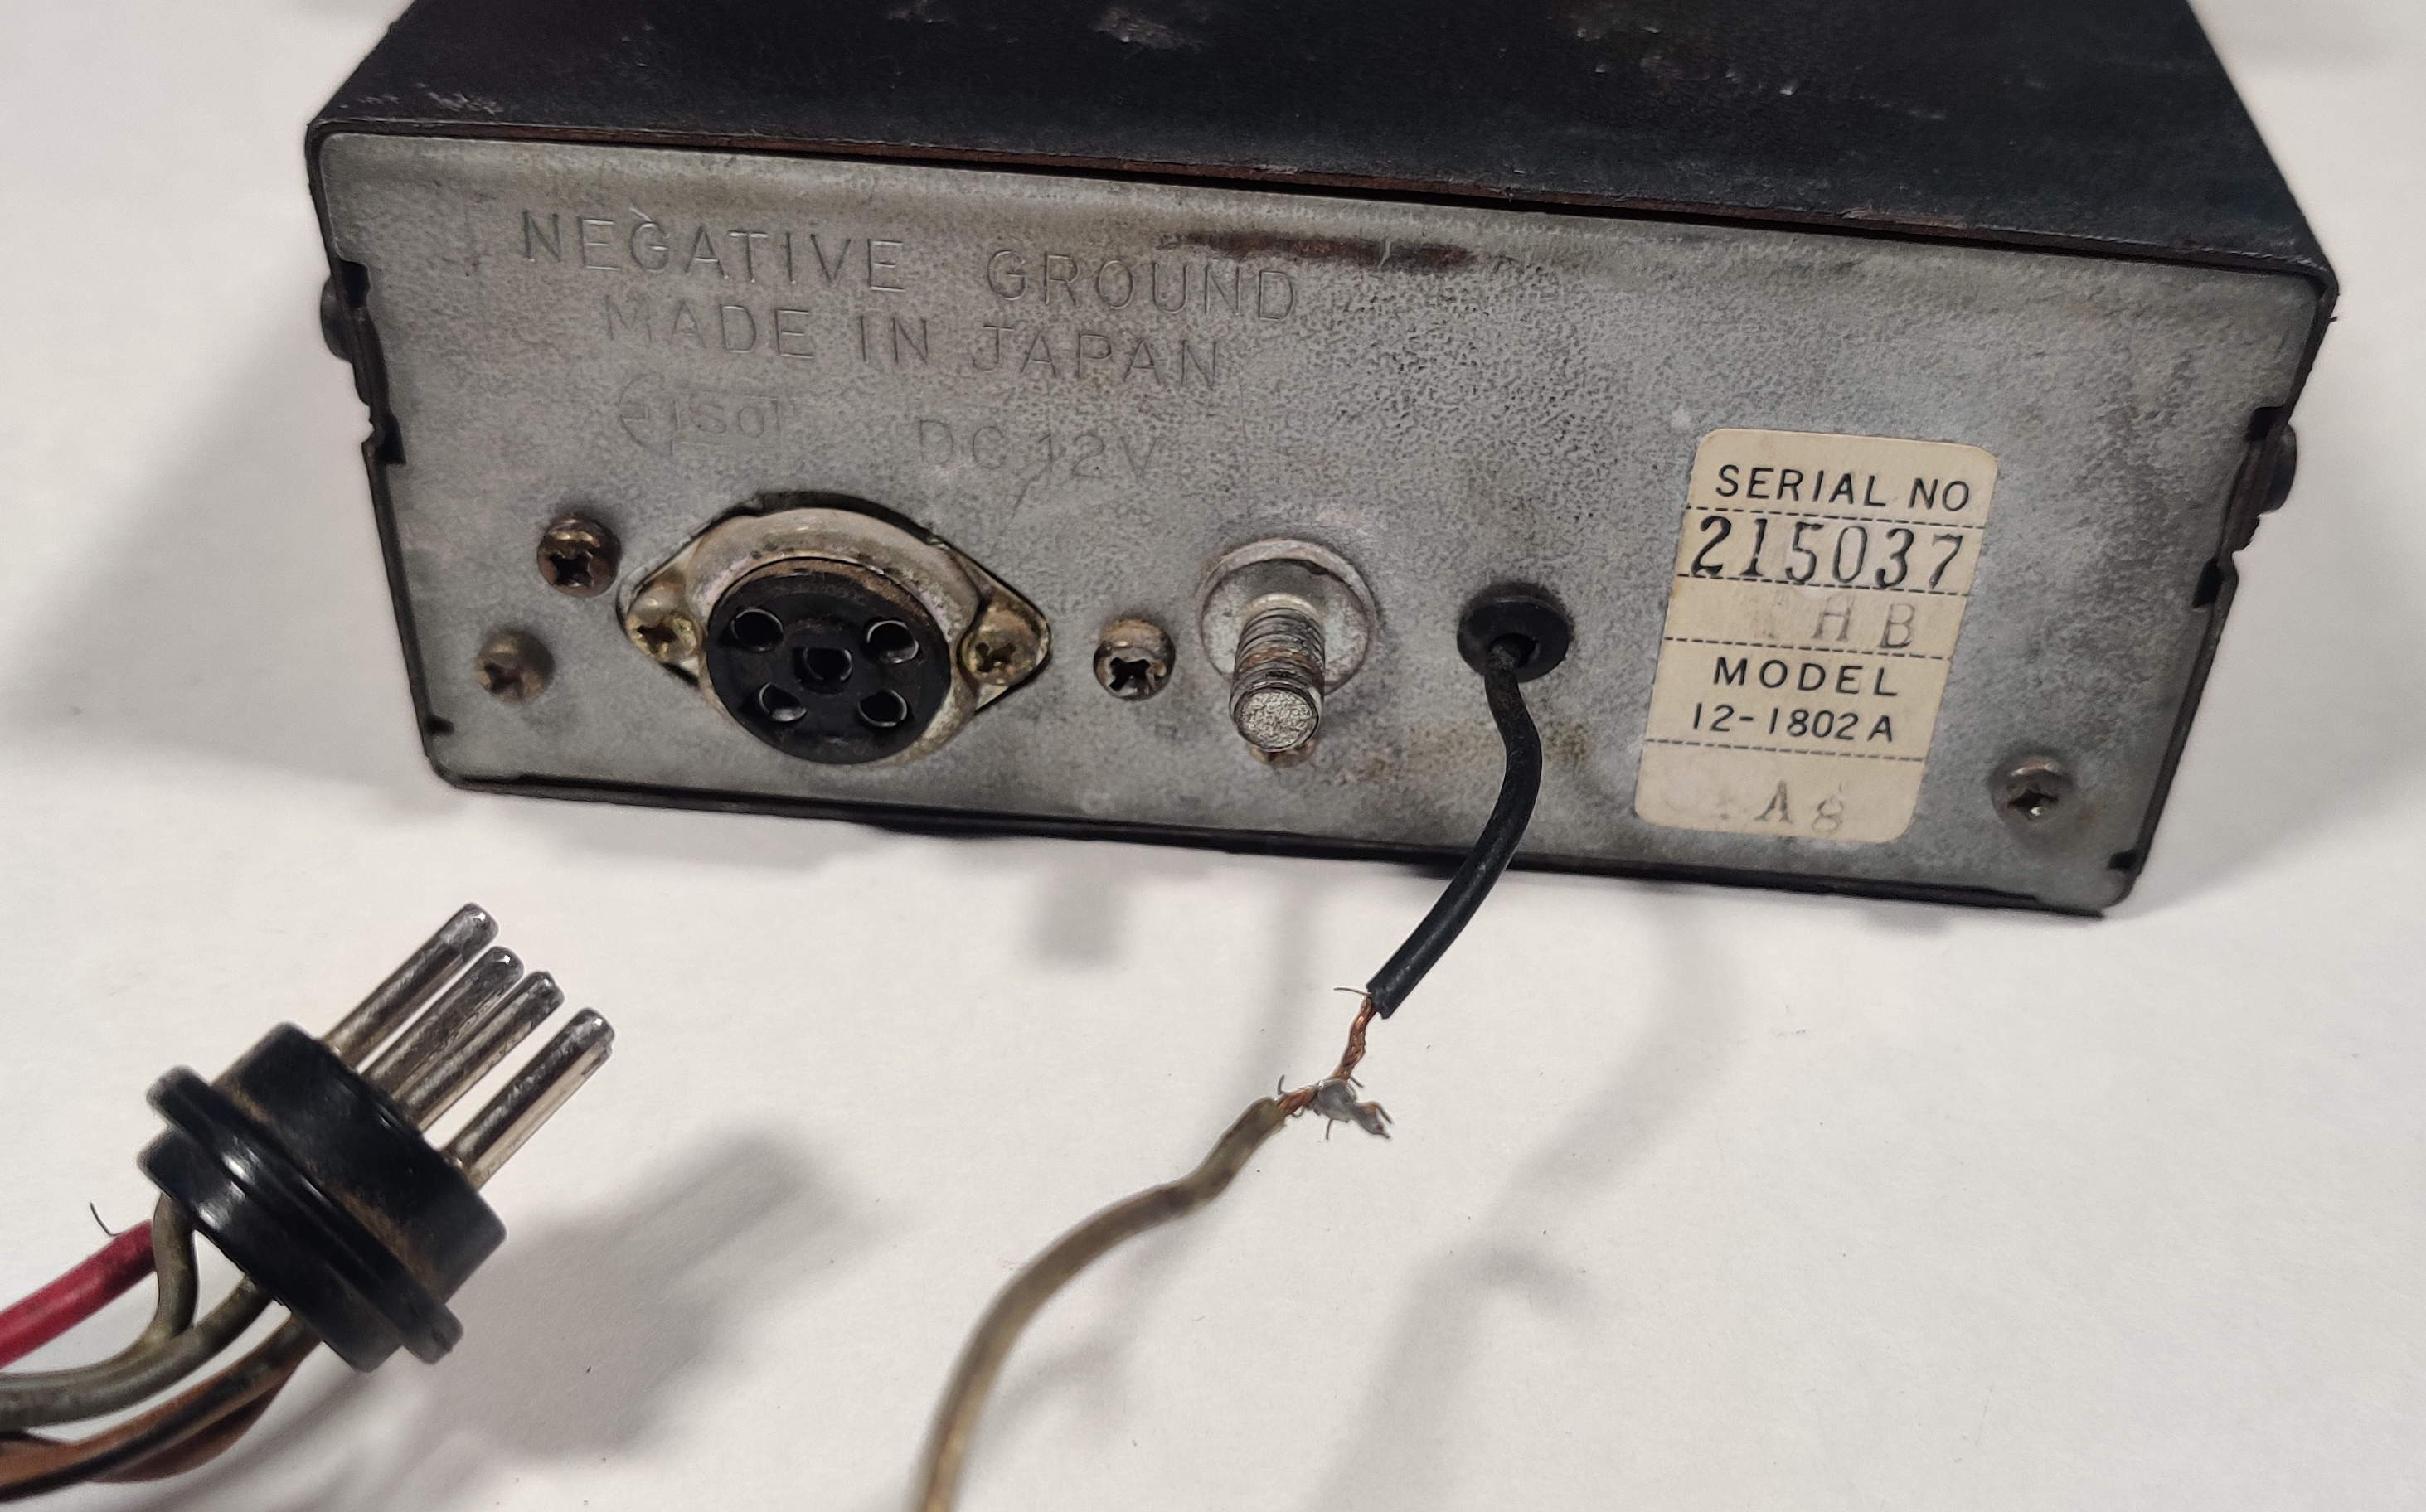 NEGATIVE GROUND
MADE IN JAPAN
DC 12V
SERIAL NO
215037
HB
MODEL
12-1802A
A8